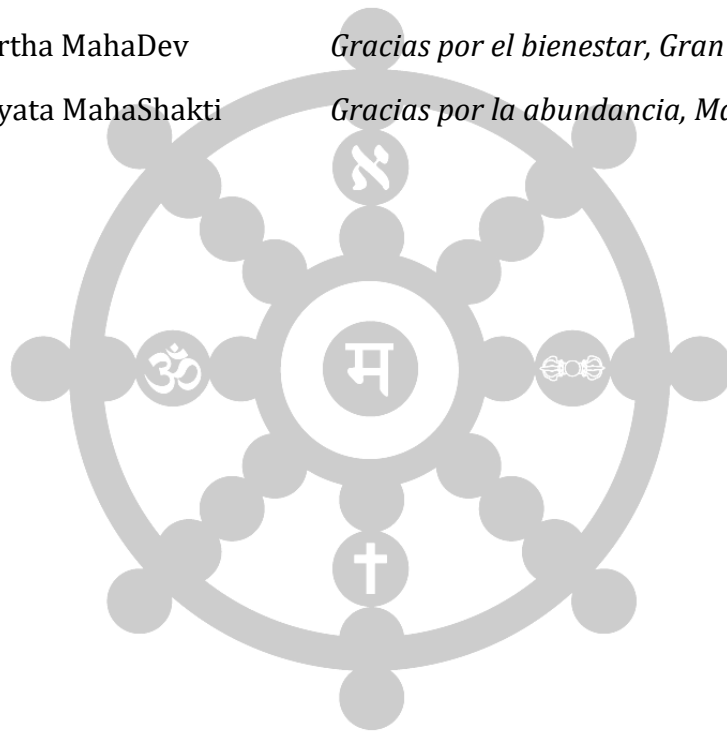 rtha MahaDev Gracias por el bienestar, Gran
yata MahaShakti Gracias por la abundancia, Ma
א
ॐ म